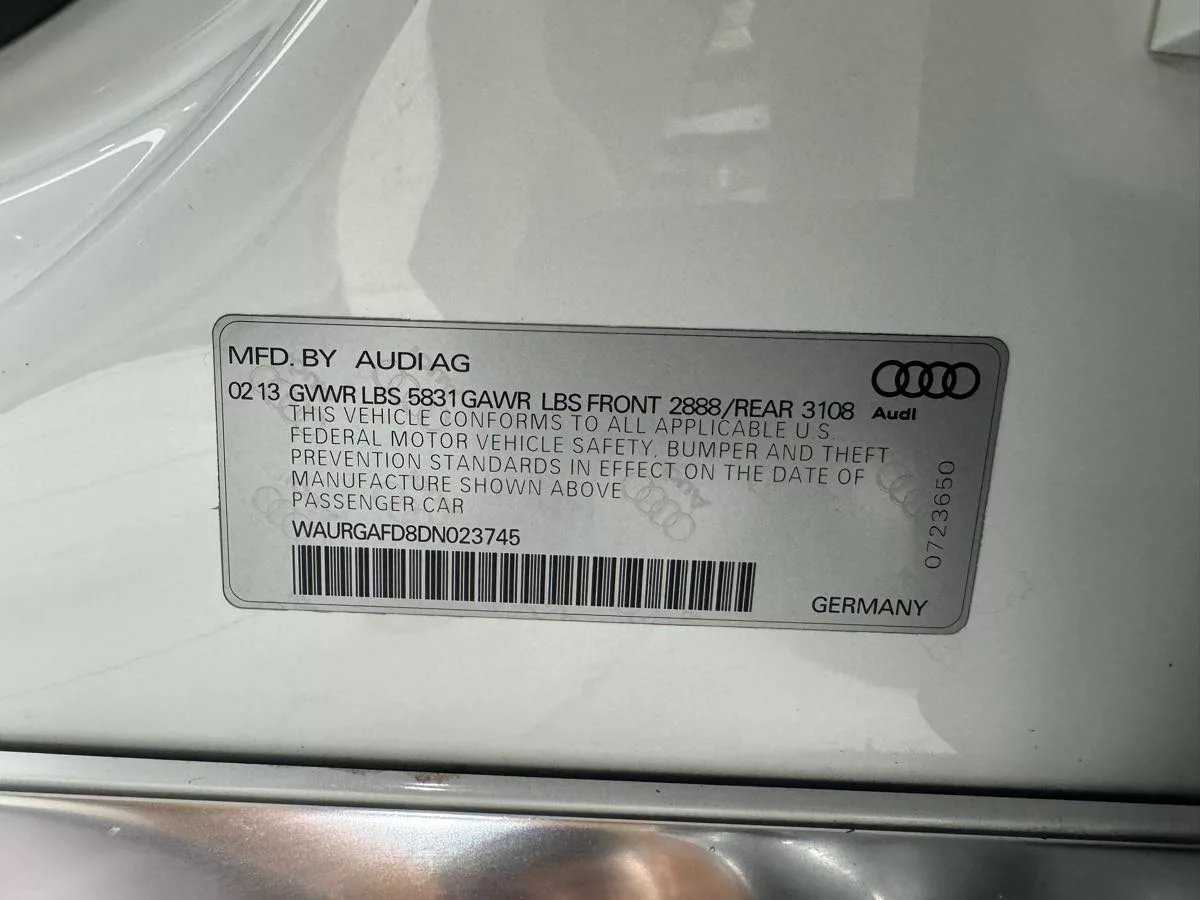 MFD. BY AUDI AG
02 13 GVWR LBS 5831 GAWR LBS FRONT 2888/REAR 3108
Audi
THIS VEHICLE CONFORMS TO ALL APPLICABLE U S
FEDERAL MOTOR VEHICLE SAFETY, BUMPER AND THEFT
PREVENTION STANDARDS IN EFFECT ON THE DATE OF
MANUFACTURE SHOWN ABOVE
PASSENGER CAR
WAURGAFD8DN023745
GERMANY
0723650